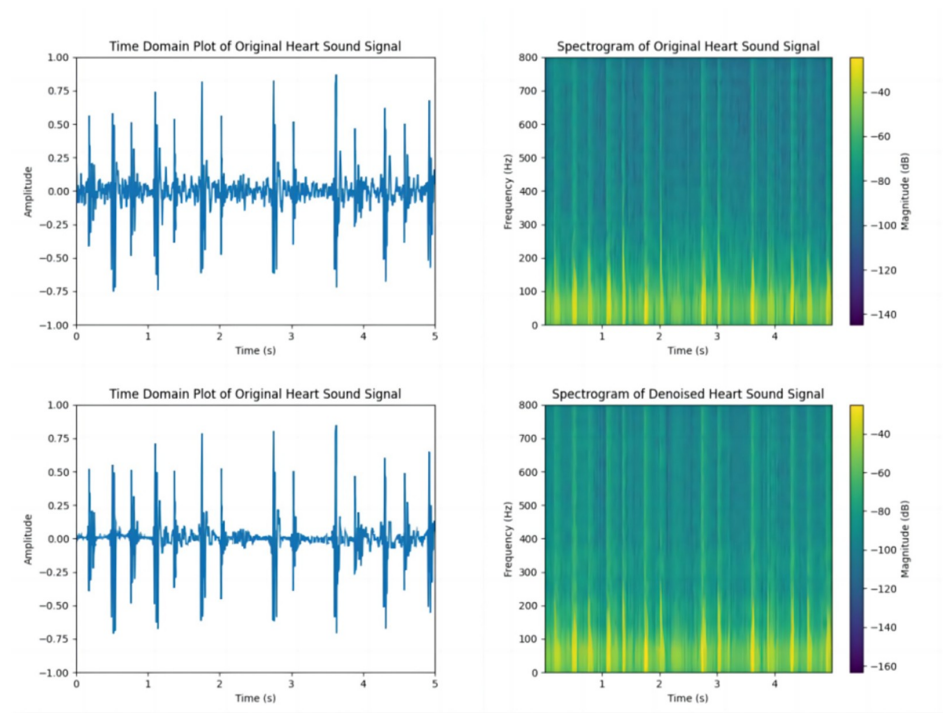 Time Domain Plot of Original Heart Sound Signal
1.00
0.75
0.50
0.25
0.00
−0.25
−0.50
−0.75
−1.00
Amplitude
0 1 2 3 4 5
Time (s)
Spectrogram of Original Heart Sound Signal
800
700
600
500
400
300
200
100
0
Frequency (Hz)
1 2 3 4
Time (s)
−40
−60
−80
−100
−120
−140
Magnitude (dB)
Time Domain Plot of Original Heart Sound Signal
1.00
0.75
0.50
0.25
0.00
−0.25
−0.50
−0.75
−1.00
Amplitude
0 1 2 3 4 5
Time (s)
Spectrogram of Denoised Heart Sound Signal
800
700
600
500
400
300
200
100
0
Frequency (Hz)
1 2 3 4
Time (s)
−40
−60
−80
−100
−120
−140
−160
Magnitude (dB)